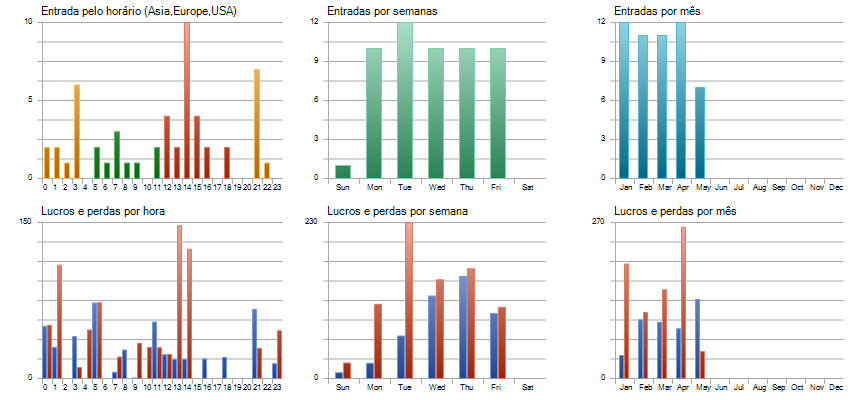 Entrada pelo horário (Asia,Europe,USA)
10
5
0
0 1 2 3 4 5 6 7 8 9 10 11 12 13 14 15 16 17 18 19 20 21 22 23
Entradas por semanas
12
9
6
3
0
Sun Mon Tue Wed Thu Fri Sat
Entradas por mês
12
9
6
3
0
Jan Feb Mar Apr May Jun Jul Aug Sep Oct Nov Dec
Lucros e perdas por hora
150
0
0 1 2 3 4 5 6 7 8 9 10 11 12 13 14 15 16 17 18 19 20 21 22 23
Lucros e perdas por semana
230
0
Sun Mon Tue Wed Thu Fri Sat
Lucros e perdas por mês
270
0
Jan Feb Mar Apr May Jun Jul Aug Sep Oct Nov Dec